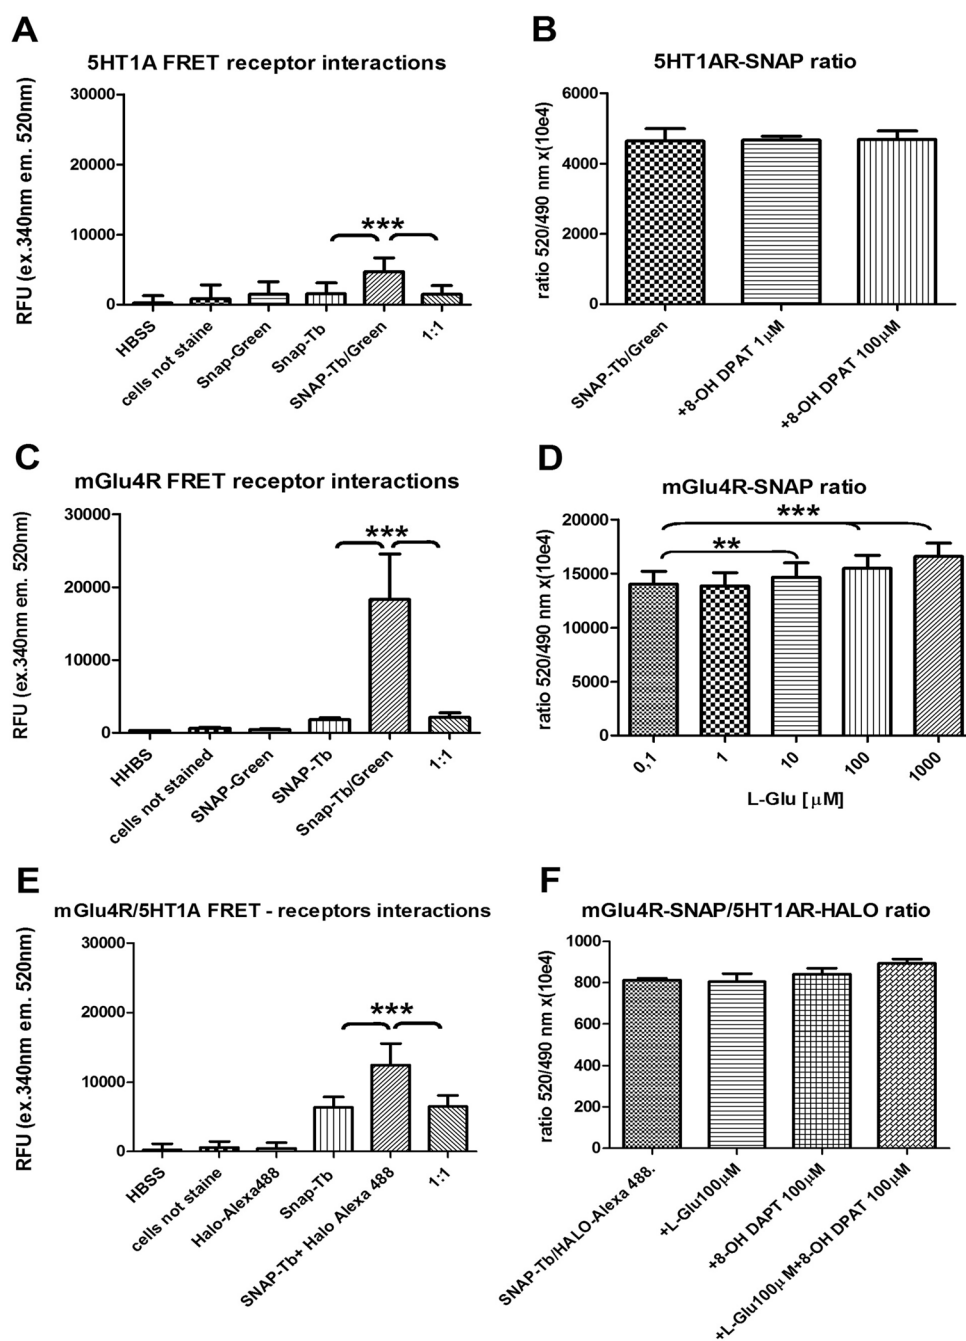 A
5HT1A FRET receptor interactions
RFU (ex.340nm em. 520nm)
30000
20000
10000
0
***
HBSS
cells not staine
Snap-Green
Snap-Tb
SNAP-Tb/Green
1:1
B
5HT1AR-SNAP ratio
ratio 520/490 nm x(10e4)
6000
4000
2000
0
SNAP-Tb/Green
+8-OH DPAT 1μM
+8-OH DPAT 100μM
C
mGlu4R FRET receptor interactions
RFU (ex.340nm em. 520nm)
30000
20000
10000
0
***
HHBS
cells not stained
SNAP-Green
SNAP-Tb
Snap-Tb/Green
1:1
D
mGlu4R-SNAP ratio
ratio 520/490 nm x(10e4)
20000
15000
10000
5000
0
***
**
0,1
1
10
100
1000
L-Glu [μM]
E
mGlu4R/5HT1A FRET - receptors interactions
RFU (ex.340nm em. 520nm)
30000
20000
10000
0
***
HBSS
cells not staine
Halo-Alexa488
Snap-Tb
SNAP-Tb+ Halo Alexa 488
1:1
F
mGlu4R-SNAP/5HT1AR-HALO ratio
ratio 520/490 nm x(10e4)
1000
800
600
400
200
0
SNAP-Tb/HALO-Alexa 488.
+L-Glu100μM
+8-OH DAPT 100μM
+L-Glu100μM+8-OH DPAT 100μM